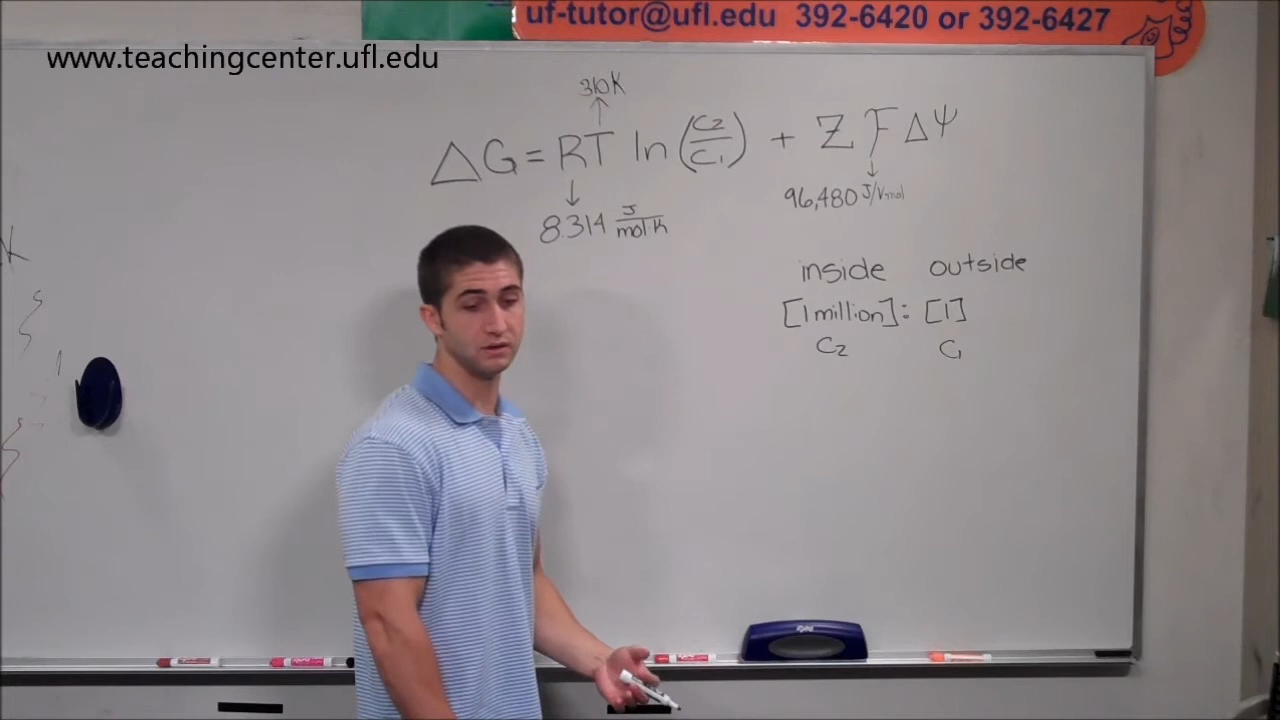 uf-tutor@ufl.edu 392-6420 or 392-6427
www.teachingcenter.ufl.edu
310K
ΔG = RT ln(C2/C1) + Z F ΔΨ
8.314 J/mol·K
96,480 J/Vmol
inside outside
[1 million] : [1]
C2 C1